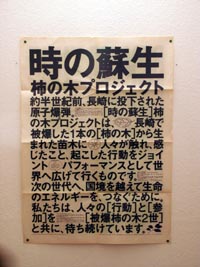 時の蘇生
柿の木プロジェクト
約半世紀前、長崎に投下された
原子爆弾。 [時の蘇生]柿
の木プロジェクトは、 長崎で
被爆した1本の[柿の木]から生
まれた苗木に 人々が触れ、感
じたこと、起こした行動をジョイ
ント パフォーマンスとして世
界へ広げて行くものです。
次の世代へ、国境を越えて生命
のエネルギーを、つなぐために。
私たちは、人々の[行動]と[参
加]を [被爆柿の木2世]
と共に、待ち続けています。